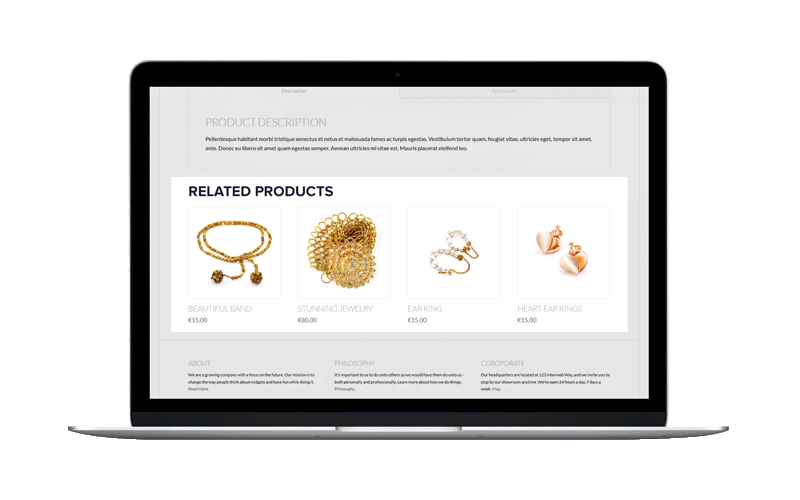 Description
Reviews (0)
PRODUCT DESCRIPTION
Pellentesque habitant morbi tristique senectus et netus et malesuada fames ac turpis egestas. Vestibulum tortor quam, feugiat vitae, ultricies eget, tempor sit amet,
ante. Donec eu libero sit amet quam egestas semper. Aenean ultricies mi vitae est. Mauris placerat eleifend leo.
RELATED PRODUCTS
BEAUTIFUL BAND
€15.00
STUNNING JEWELRY
€80.00
EAR RING
€15.00
HEART EAR RINGS
€15.00
ABOUT
We are a growing company with a focus on the future. Our mission is to
change the way people think about widgets and have fun while doing it.
Read More.
PHILOSOPHY
It's important to us to do unto others as we would have them do unto us –
both personally and professionally. Learn more about how we do things.
Philosophy.
COROPORATE
Our headquarters are located at 123 Interweb Way, and we invite you to
stop by our showroom anytime. We're open 24 hours a day, 7 days a
week. Map.